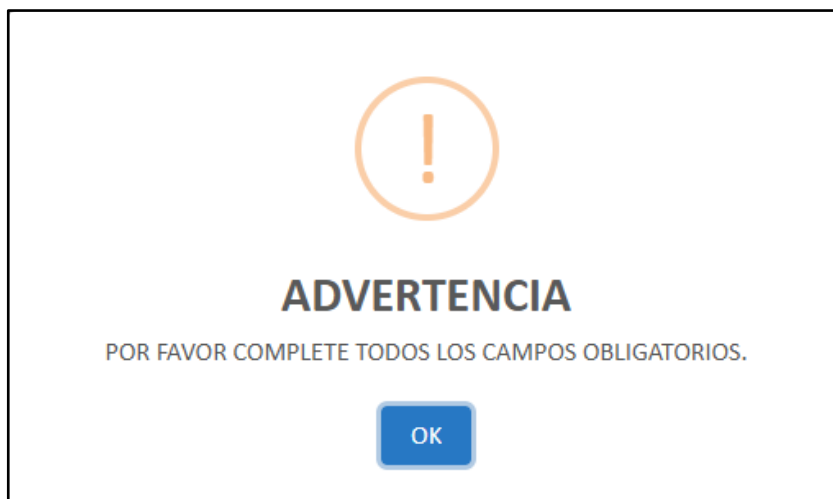 !
ADVERTENCIA
POR FAVOR COMPLETE TODOS LOS CAMPOS OBLIGATORIOS.
OK